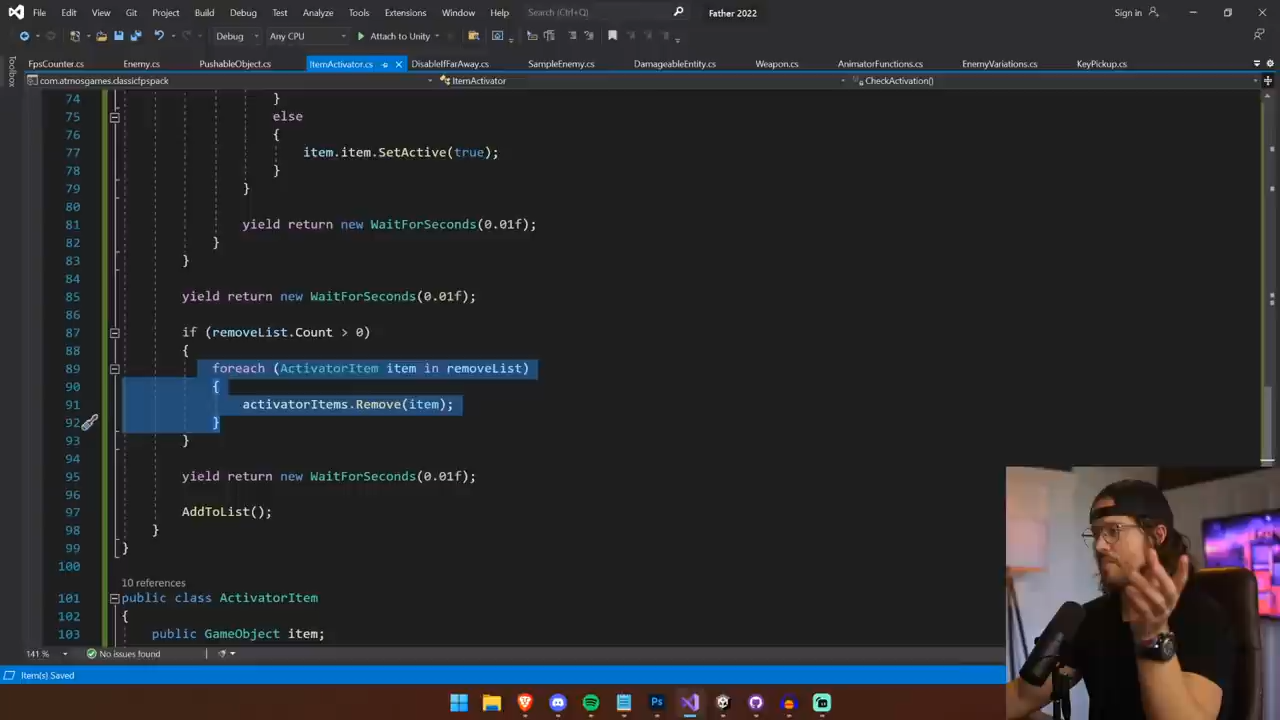 File Edit View Git Project Build Debug Test Analyze Tools Extensions Window Help Search (Ctrl+Q) Father 2022 Sign in
Debug Any CPU Attach to Unity
FpsCounter.cs Enemy.cs PushableObject.cs ItemActivator.cs DisableIfFarAway.cs SampleEnemy.cs DamageableEntity.cs Weapon.cs AnimatorFunctions.cs EnemyVariations.cs KeyPickup.cs
Toolbox
com.atmosgames.classicfpspack ItemActivator CheckActivation()
74 }
75 else
76 {
77 item.item.SetActive(true);
78 }
79 }
80
81 yield return new WaitForSeconds(0.01f);
82 }
83 }
84
85 yield return new WaitForSeconds(0.01f);
86
87 if (removeList.Count > 0)
88 {
89 foreach (ActivatorItem item in removeList)
90 {
91 activatorItems.Remove(item);
92 }
93 }
94
95 yield return new WaitForSeconds(0.01f);
96
97 AddToList();
98 }
99 }
100
10 references
101 public class ActivatorItem
102 {
103 public GameObject item;
141 % No issues found
Item(s) Saved
Ps